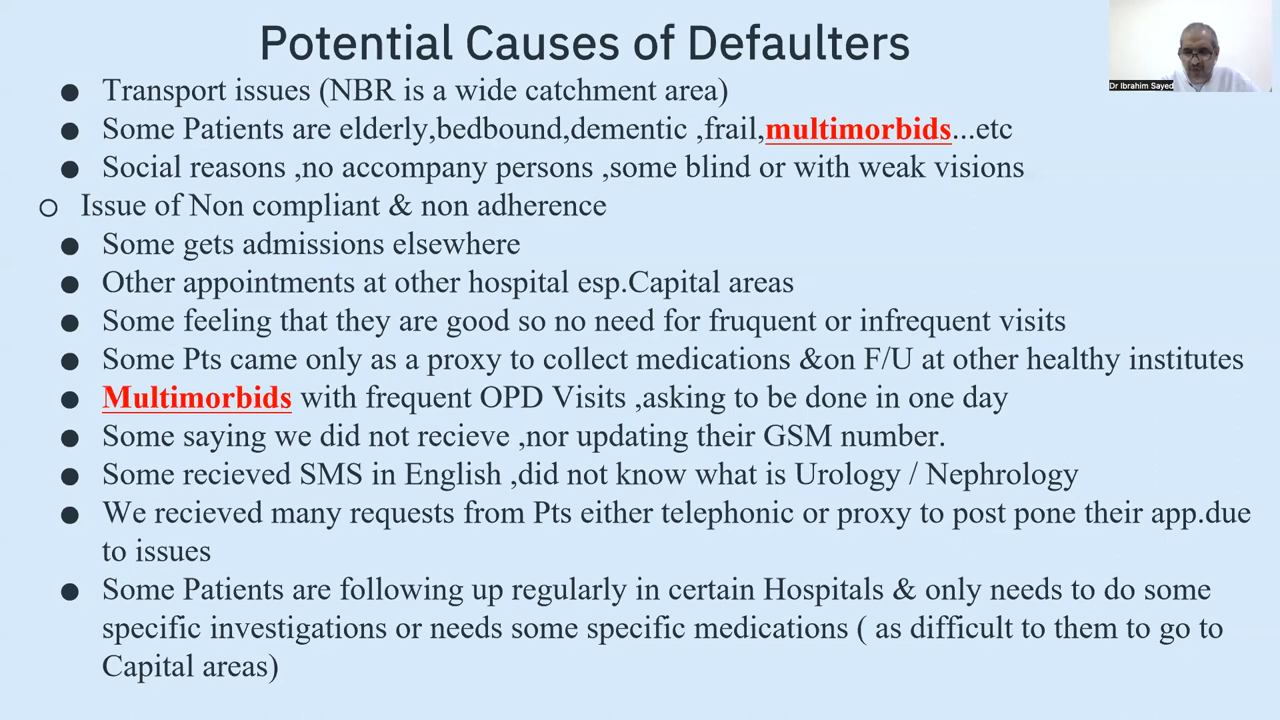 Potential Causes of Defaulters
Dr Ibrahim Sayed
● Transport issues (NBR is a wide catchment area)
● Some Patients are elderly,bedbound,dementic ,frail,multimorbids...etc
● Social reasons ,no accompany persons ,some blind or with weak visions
○ Issue of Non compliant & non adherence
● Some gets admissions elsewhere
● Other appointments at other hospital esp.Capital areas
● Some feeling that they are good so no need for fruquent or infrequent visits
● Some Pts came only as a proxy to collect medications &on F/U at other healthy institutes
● Multimorbids with frequent OPD Visits ,asking to be done in one day
● Some saying we did not recieve ,nor updating their GSM number.
● Some recieved SMS in English ,did not know what is Urology / Nephrology
● We recieved many requests from Pts either telephonic or proxy to post pone their app.due
to issues
● Some Patients are following up regularly in certain Hospitals & only needs to do some
specific investigations or needs some specific medications ( as difficult to them to go to
Capital areas)